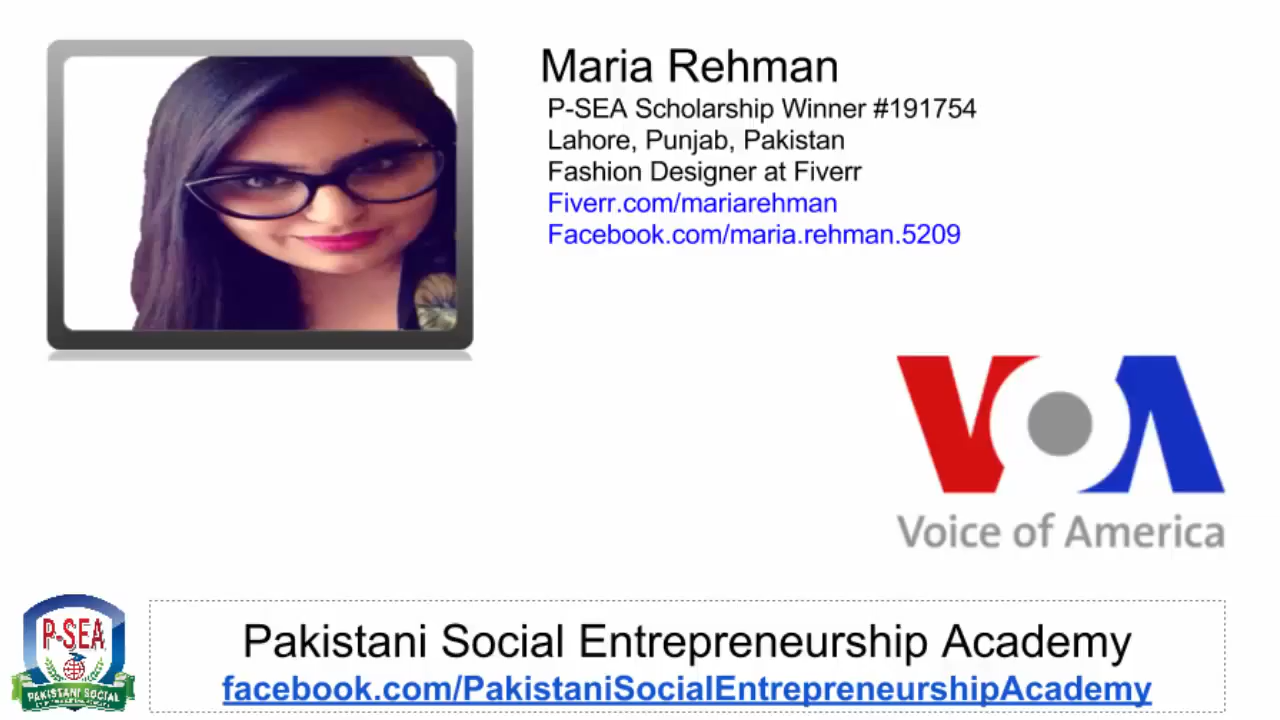 Maria Rehman
P-SEA Scholarship Winner #191754
Lahore, Punjab, Pakistan
Fashion Designer at Fiverr
Fiverr.com/mariarehman
Facebook.com/maria.rehman.5209
VOA
Voice of America
P-SEA
PAKISTANI SOCIAL
Pakistani Social Entrepreneurship Academy
facebook.com/PakistaniSocialEntrepreneurshipAcademy